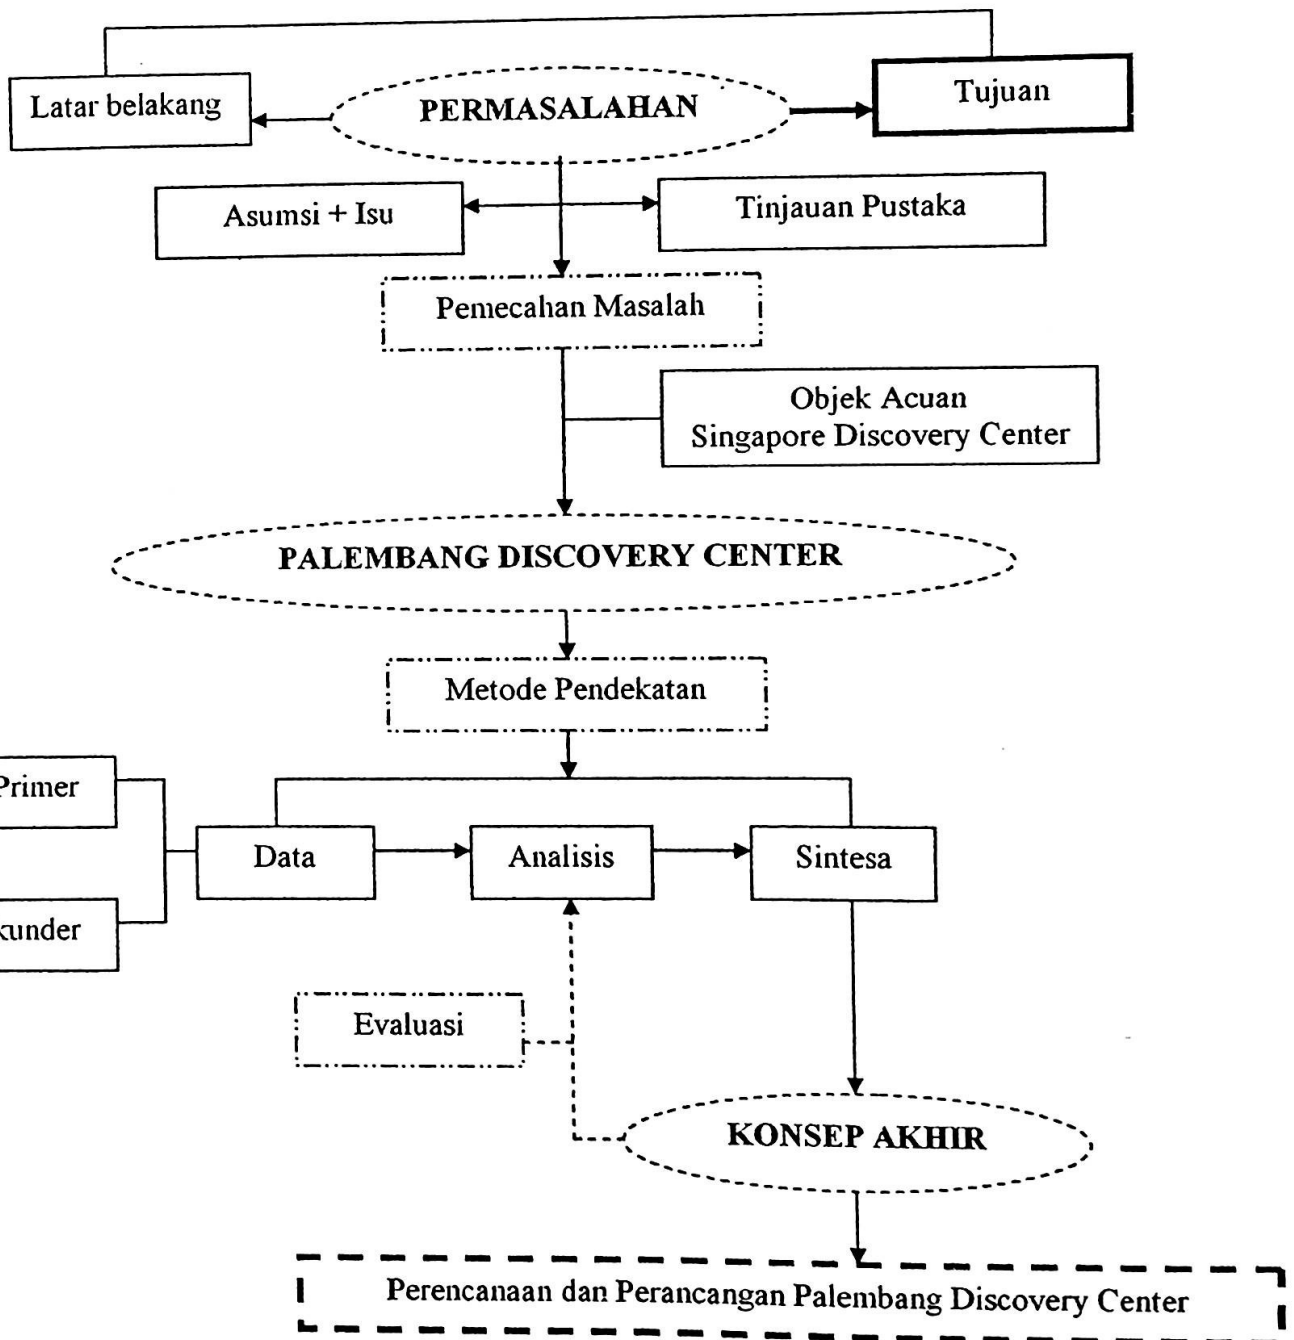 Latar belakang
PERMASALAHAN
Tujuan
Asumsi + Isu
Tinjauan Pustaka
Pemecahan Masalah
Objek Acuan
Singapore Discovery Center
PALEMBANG DISCOVERY CENTER
Metode Pendekatan
Primer
Data
Analisis
Sintesa
kunder
Evaluasi
KONSEP AKHIR
Perencanaan dan Perancangan Palembang Discovery Center